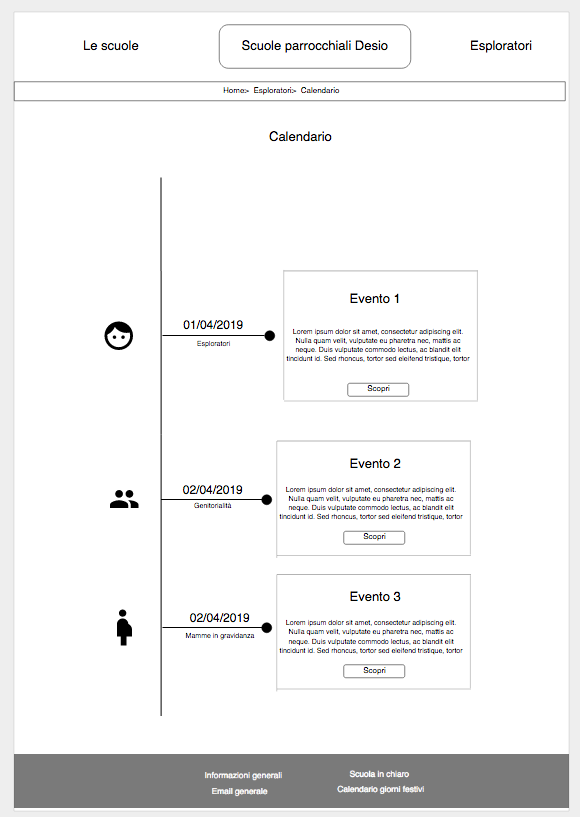 Le scuole
Scuole parrocchiali Desio
Esploratori
Home> Esploratori> Calendario
Calendario
01/04/2019
Esploratori
Evento 1
Lorem ipsum dolor sit amet, consectetur adipiscing elit.
Nulla quam velit, vulputate eu pharetra nec, mattis ac
neque. Duis vulputate commodo lectus, ac blandit elit
tincidunt id. Sed rhoncus, tortor sed eleifend tristique, tortor
Scopri
02/04/2019
Genitorialità
Evento 2
Lorem ipsum dolor sit amet, consectetur adipiscing elit.
Nulla quam velit, vulputate eu pharetra nec, mattis ac
neque. Duis vulputate commodo lectus, ac blandit elit
tincidunt id. Sed rhoncus, tortor sed eleifend tristique, tortor
Scopri
02/04/2019
Mamme in gravidanza
Evento 3
Lorem ipsum dolor sit amet, consectetur adipiscing elit.
Nulla quam velit, vulputate eu pharetra nec, mattis ac
neque. Duis vulputate commodo lectus, ac blandit elit
tincidunt id. Sed rhoncus, tortor sed eleifend tristique, tortor
Scopri
Informazioni generali
Email generale
Scuola in chiaro
Calendario giorni festivi